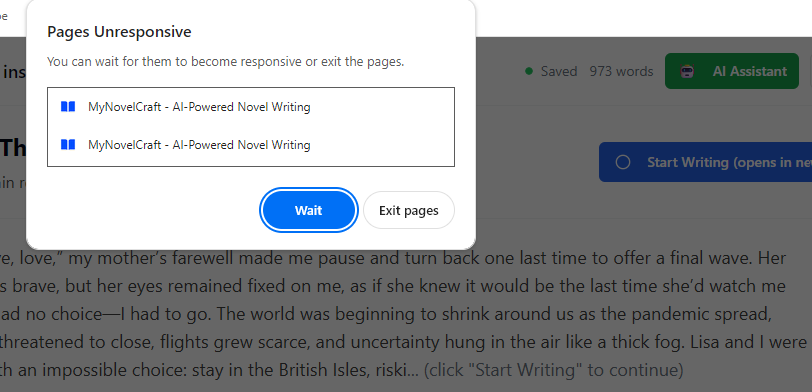 Pages Unresponsive
You can wait for them to become responsive or exit the pages.
MyNovelCraft - AI-Powered Novel Writing
MyNovelCraft - AI-Powered Novel Writing
Wait Exit pages
Saved 973 words AI Assistant
Start Writing (opens in new
love,” my mother’s farewell made me pause and turn back one last time to offer a final wave. Her
brave, but her eyes remained fixed on me, as if she knew it would be the last time she’d watch me
had no choice—I had to go. The world was beginning to shrink around us as the pandemic spread,
threatened to close, flights grew scarce, and uncertainty hung in the air like a thick fog. Lisa and I were
an impossible choice: stay in the British Isles, riski... (click "Start Writing" to continue)